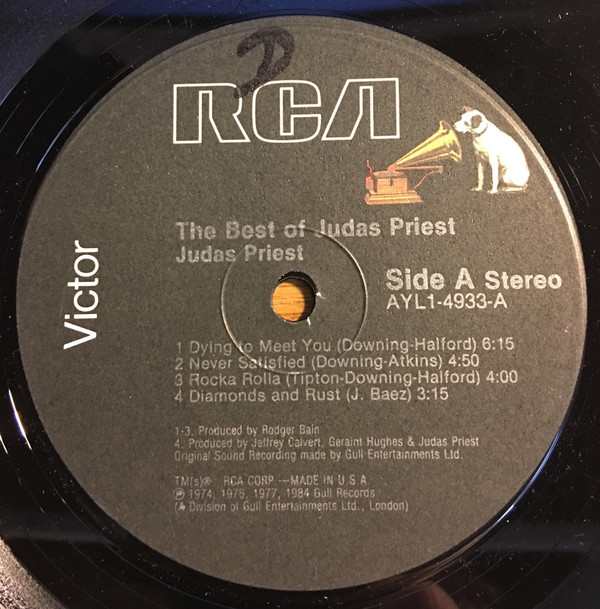 D
RCA
Victor
The Best of Judas Priest
Judas Priest
Side A Stereo
AYL1-4933-A
1 Dying to Meet You (Downing-Halford) 6:15
2 Never Satisfied (Downing-Atkins) 4:50
3 Rocka Rolla (Tipton-Downing-Halford) 4:00
4 Diamonds and Rust (J. Baez) 3:15
1-3. Produced by Rodger Bain
4. Produced by Jeffrey Calvert, Geraint Hughes & Judas Priest
Original Sound Recording made by Gull Entertainments Ltd.
TM(s)® RCA CORP.—MADE IN U S A
℗ 1974, 1976, 1977, 1984 Gull Records
(A Division of Gull Entertainments Ltd., London)